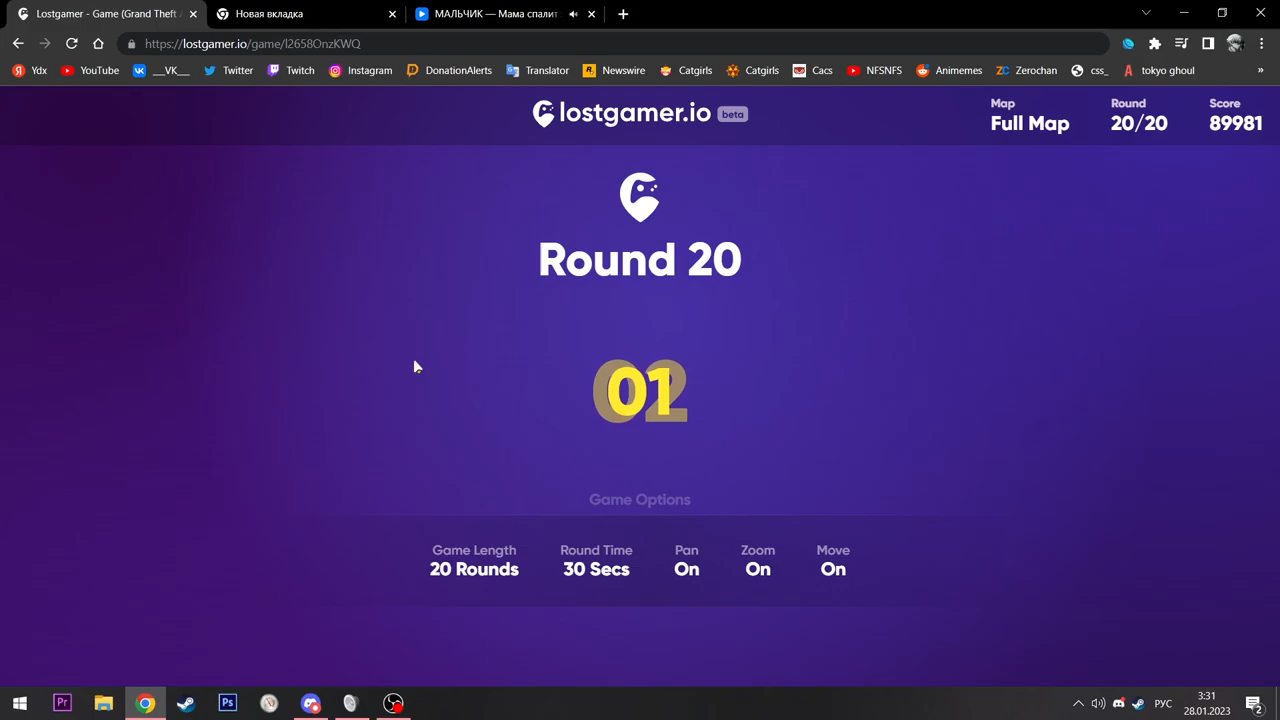 Lostgamer - Game (Grand Theft A
Новая вкладка
МАЛЬЧИК — Мама спалит
https://lostgamer.io/game/l2658OnzKWQ
Ydx
YouTube
__VK__
Twitter
Twitch
Instagram
DonationAlerts
Translator
Newswire
Catgirls
Catgirls
Cacs
NFSNFS
Animemes
Zerochan
css_
tokyo ghoul
»
lostgamer.io beta
Map
Full Map
Round
20/20
Score
89981
Round 20
01
Game Options
Game Length
20 Rounds
Round Time
30 Secs
Pan
On
Zoom
On
Move
On
РУС
3:31
28.01.2023
2